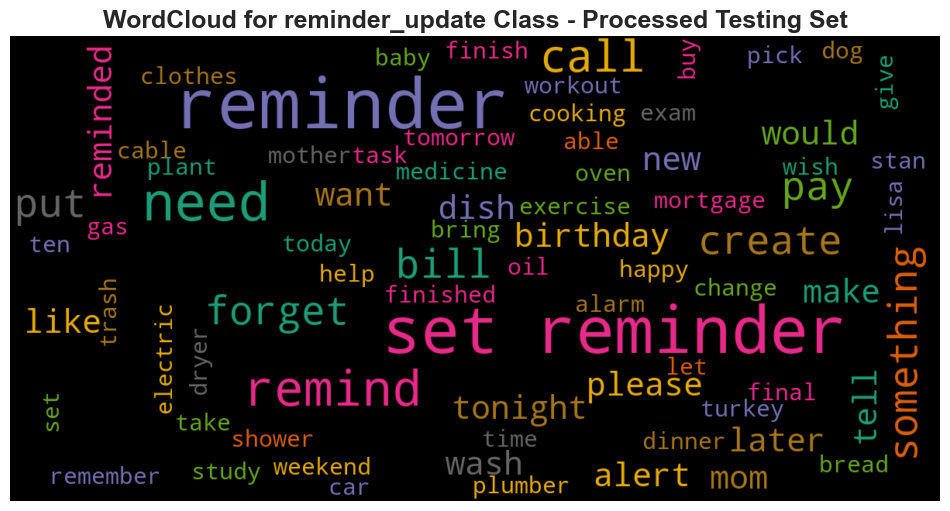 WordCloud for reminder_update Class - Processed Testing Set
baby
finish
call
buy
pick
dog
give
clothes
reminder
workout
reminded
cooking
exam
tomorrow
able
would
cable
mother
task
new
wish
stan
plant
medicine
oven
pay
lisa
put
need
want
dish
exercise
mortgage
gas
bring
birthday
create
ten
today
bill
oil
happy
help
something
trash
finished
change
make
like
electric
forget
alarm
set reminder
dryer
remind
let
please
final
tell
set
tonight
turkey
take
shower
time
dinner
later
remember
study
weekend
wash
alert
mom
bread
car
plumber